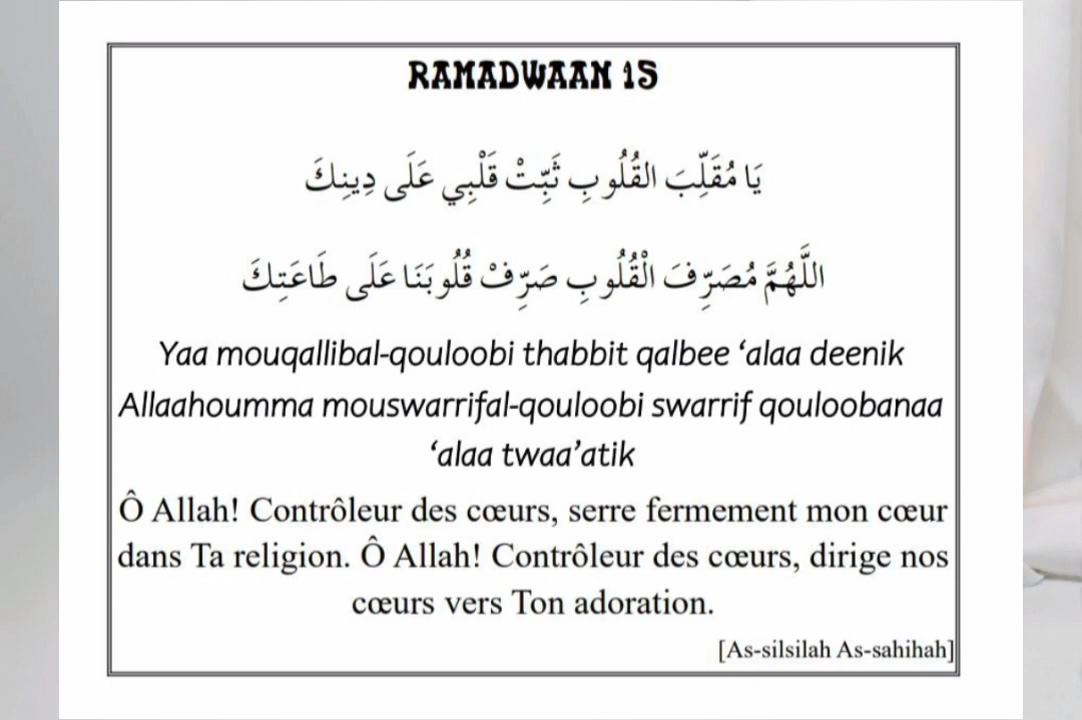 RAMADWAAN 15
يَا مُقَلِّبَ القُلُوبِ ثَبِّتْ قَلْبِي عَلَى دِينِكَ
اللَّهُمَّ مُصَرِّفَ الْقُلُوبِ صَرِّفْ قُلُوبَنَا عَلَى طَاعَتِكَ
Yaa mouqallibal-qouloobi thabbit qalbee ‘alaa deenik
Allaahoumma mouswarrifal-qouloobi swarrif qouloobanaa
‘alaa twaa’atik
Ô Allah! Contrôleur des cœurs, serre fermement mon cœur
dans Ta religion. Ô Allah! Contrôleur des cœurs, dirige nos
cœurs vers Ton adoration.
[As-silsilah As-sahihah]